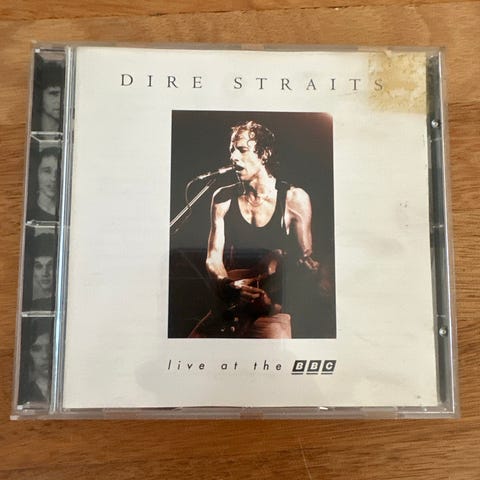 DIRE STRAITS
live at the BBC